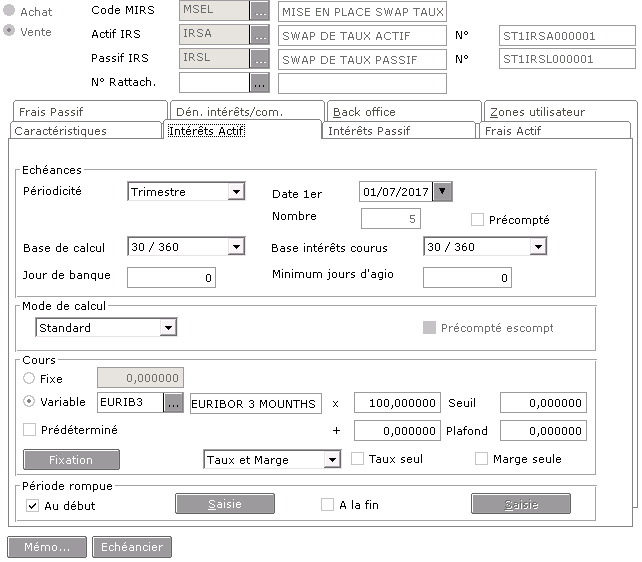 Achat Code MIRS MSEL ... MISE EN PLACE SWAP TAUX
Vente Actif IRS IRSA ... SWAP DE TAUX ACTIF N° ST1IRSA000001
Passif IRS IRSL ... SWAP DE TAUX PASSIF N° ST1IRSL000001
N° Rattach. ...
Frais Passif Dén. intérêts/com. Back office Zones utilisateur
Caractéristiques Intérêts Actif Intérêts Passif Frais Actif
Echéances
Périodicité Trimestre Date 1er 01/07/2017
Nombre 5 Précompté
Base de calcul 30 / 360 Base intérêts courus 30 / 360
Jour de banque 0 Minimum jours d'agio 0
Mode de calcul
Standard Précompté escompt
Cours
Fixe 0,000000
Variable EURIB3 ... EURIBOR 3 MOUNTHS x 100,000000 Seuil 0,000000
Prédéterminé + 0,000000 Plafond 0,000000
Fixation Taux et Marge Taux seul Marge seule
Période rompue
Au début Saisie A la fin Saisie
Mémo... Echéancier